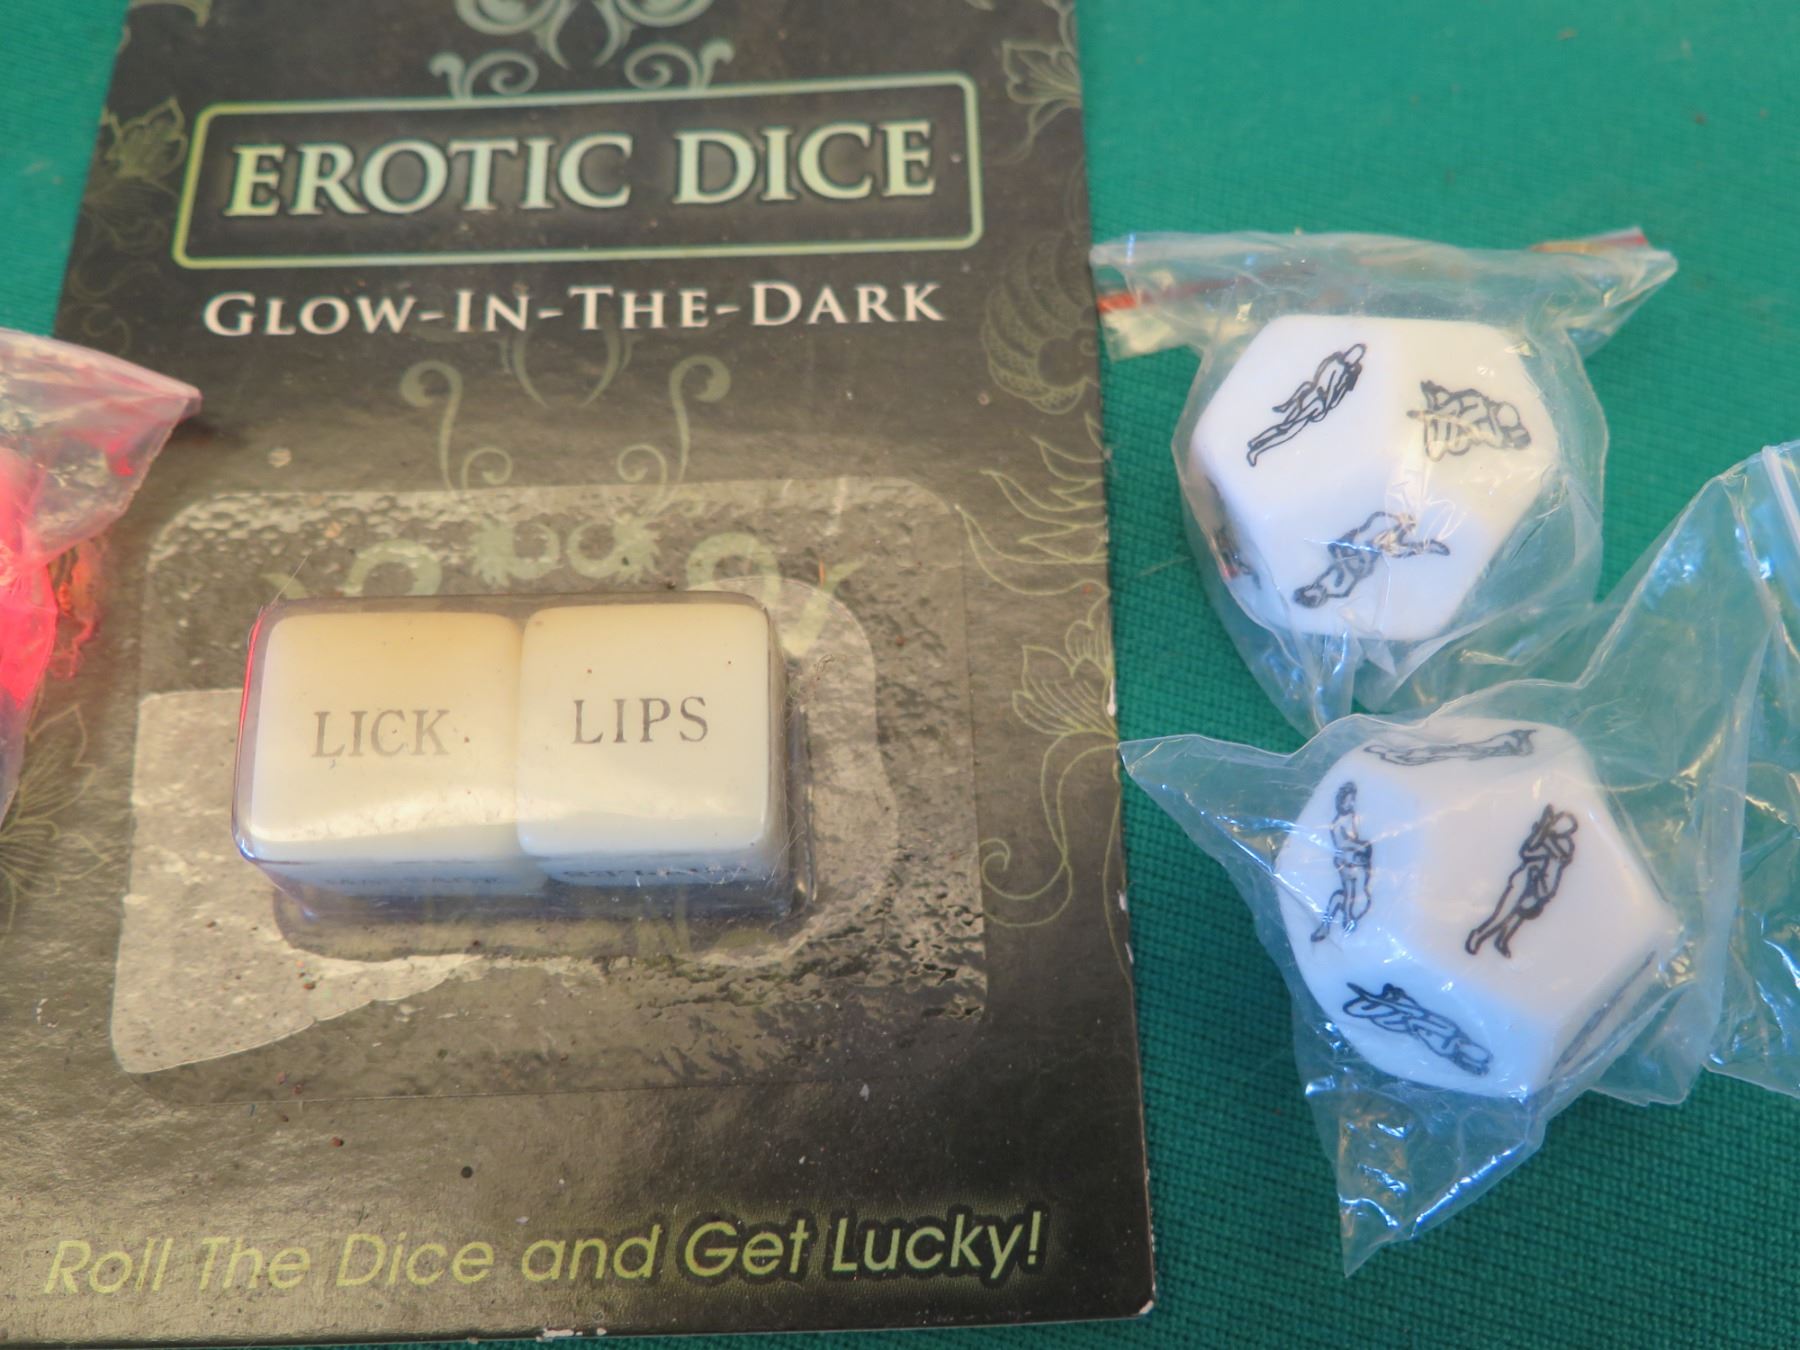 EROTIC DICE
GLOW-IN-THE-DARK
LICK
LIPS
Roll The Dice and Get Lucky!